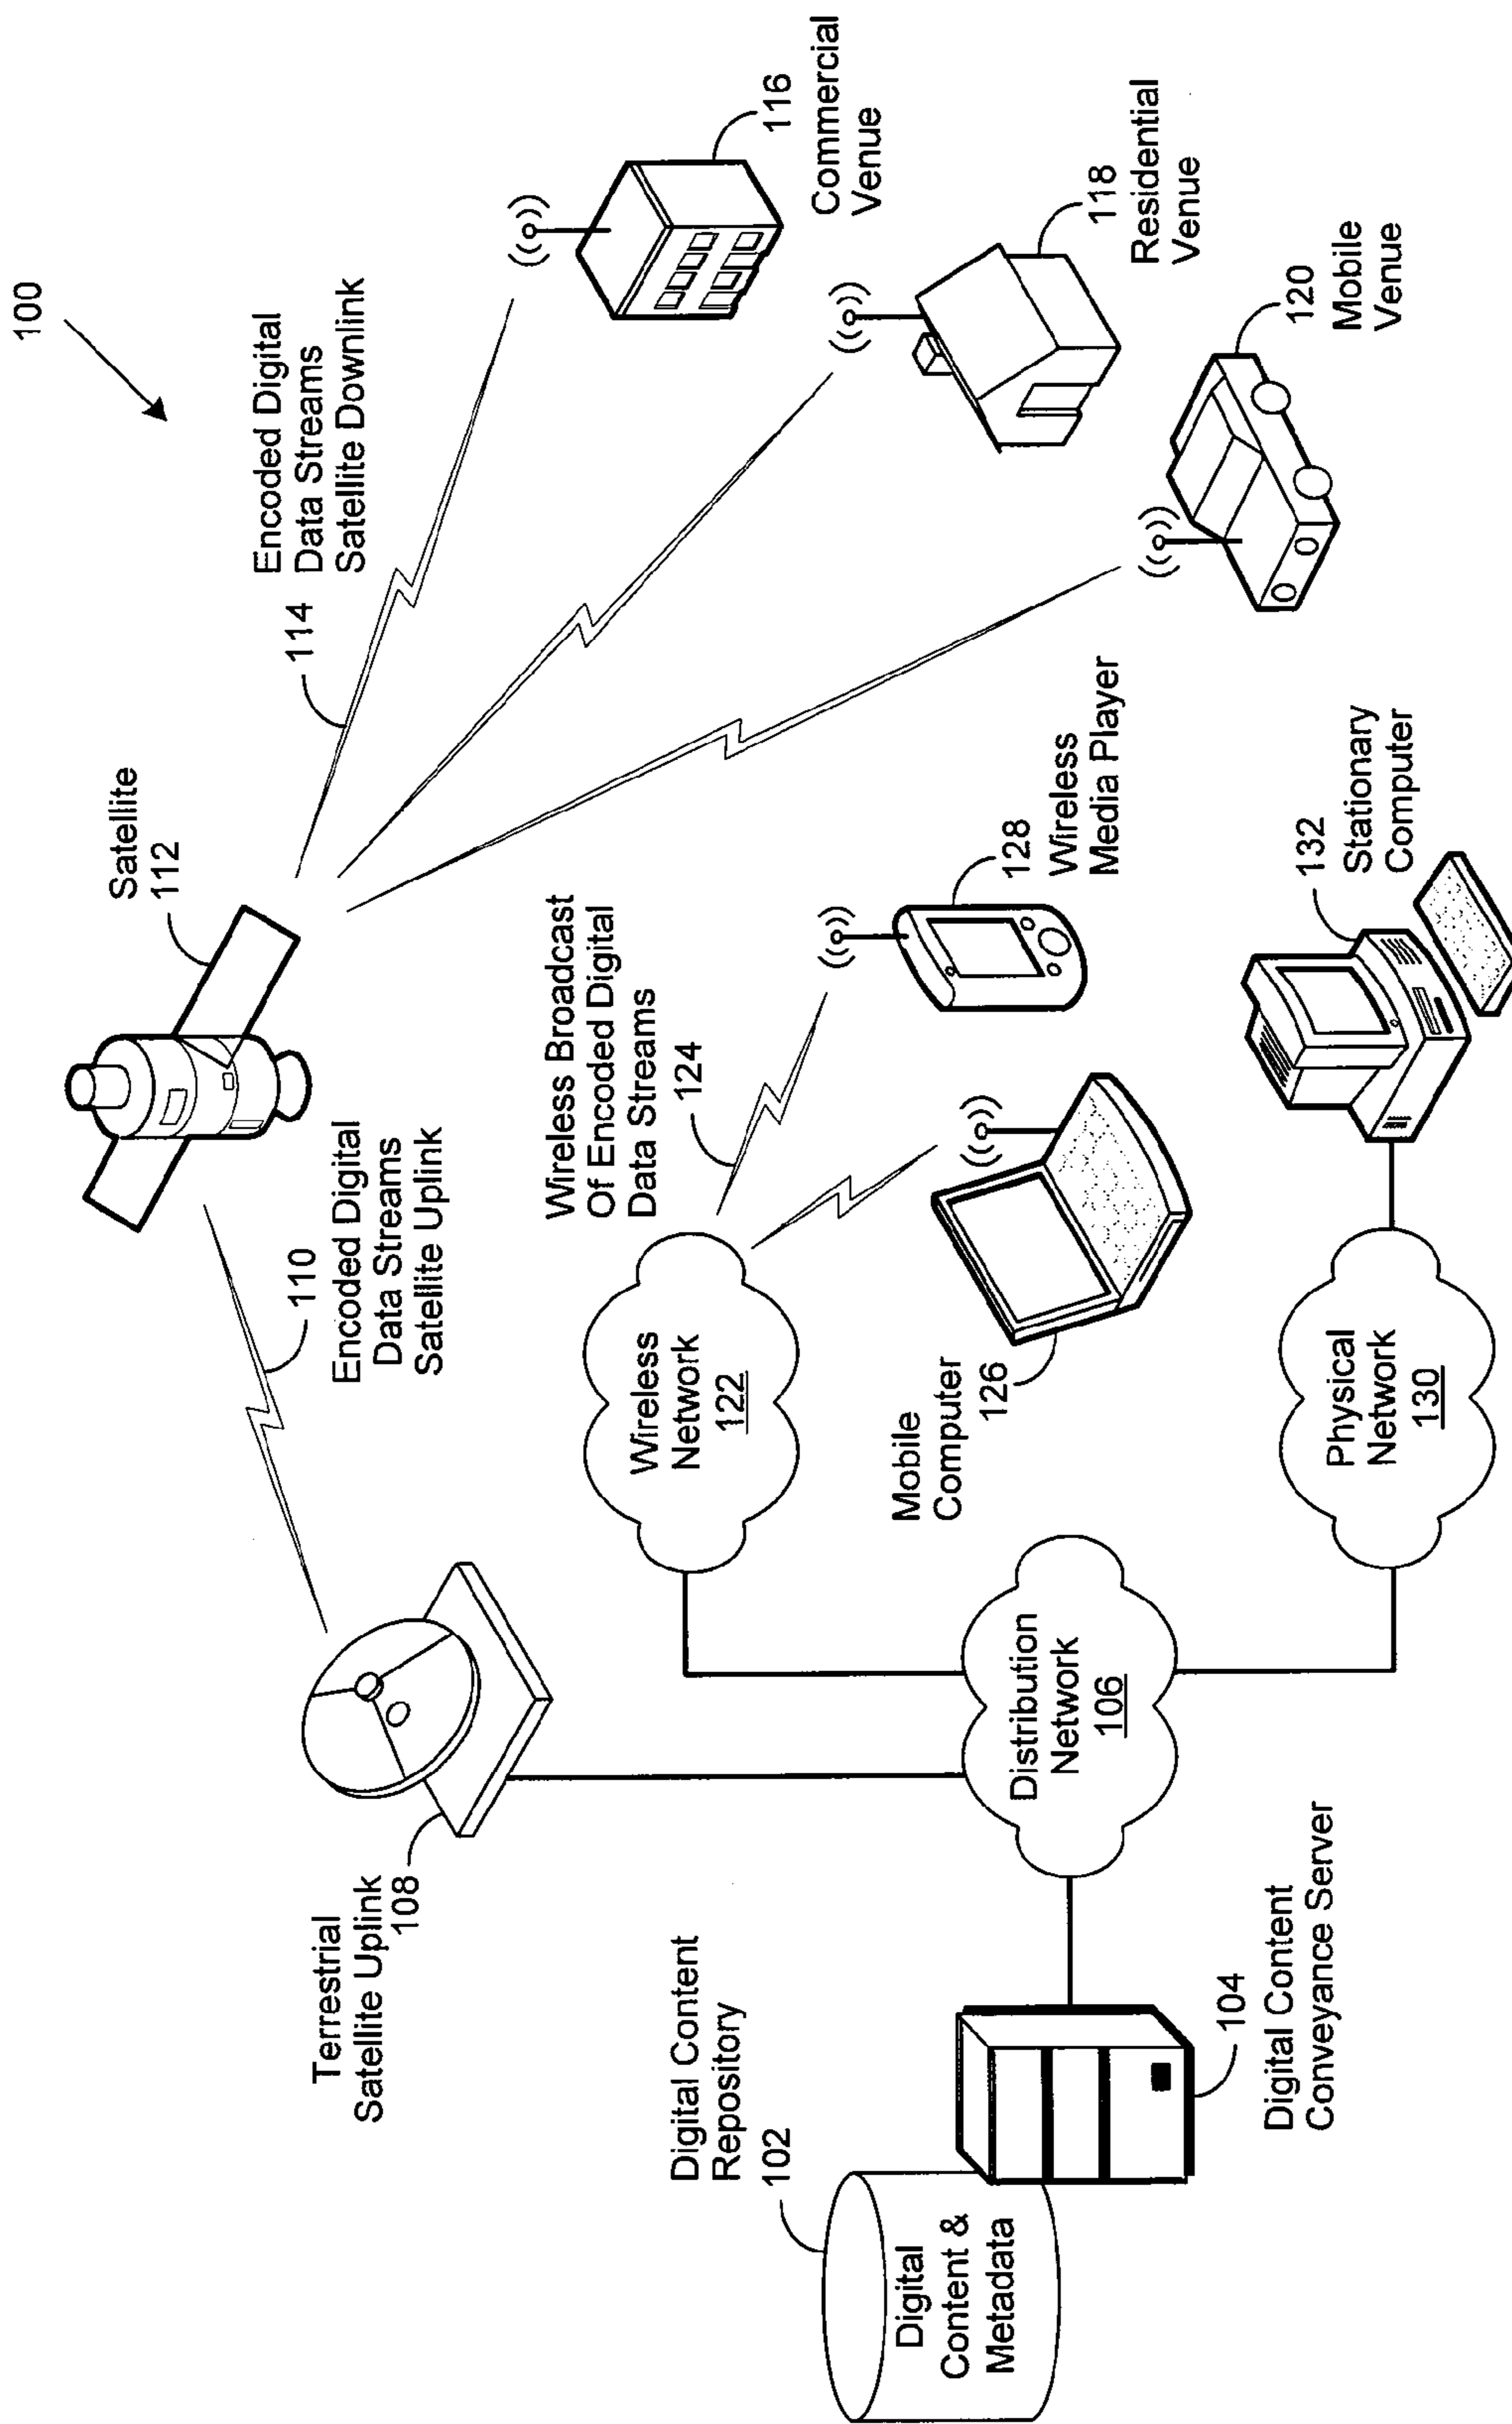 100
Satellite
112
Encoded Digital
Data Streams
Satellite Downlink
114
110
Encoded Digital
Data Streams
Satellite Uplink
Terrestrial
Satellite Uplink
108
116
Commercial
Venue
118
Residential
Venue
120
Mobile
Venue
Wireless Broadcast
Of Encoded Digital
Data Streams
124
Wireless
Network
122
128
Wireless
Media Player
Mobile
Computer
126
Digital Content
Repository
102
Digital
Content &
Metadata
104
Digital Content
Conveyance Server
Distribution
Network
106
Physical
Network
130
132
Stationary
Computer